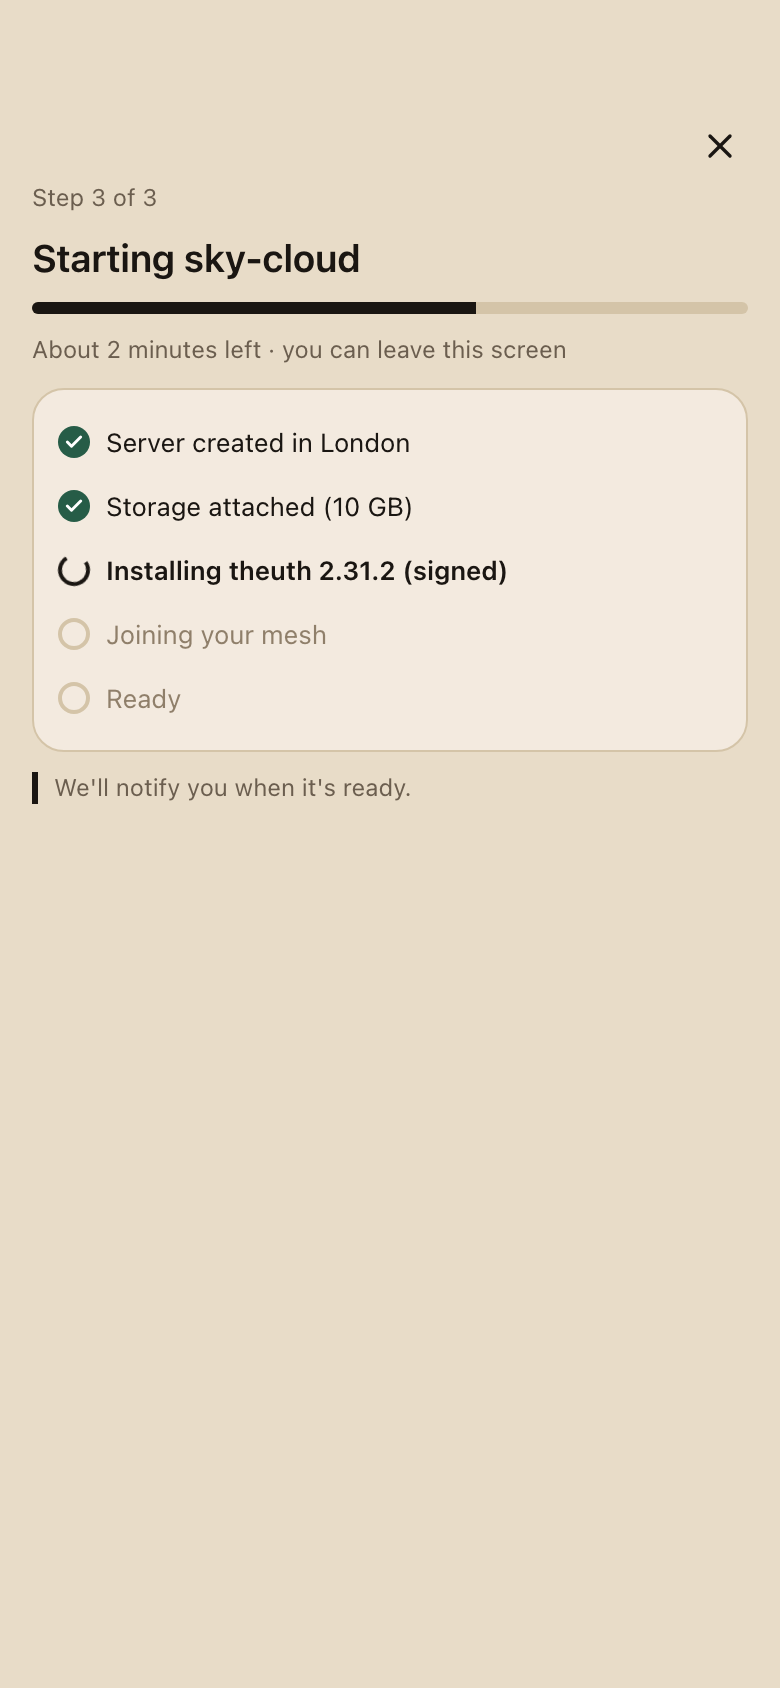 Step 3 of 3
Starting sky-cloud
About 2 minutes left · you can leave this screen
Server created in London
Storage attached (10 GB)
Installing theuth 2.31.2 (signed)
Joining your mesh
Ready
We'll notify you when it's ready.